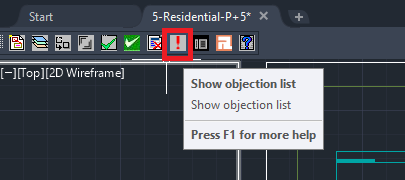 Start
5-Residential-P+5*
[—][Top][2D Wireframe]
Show objection list
Show objection list
Press F1 for more help